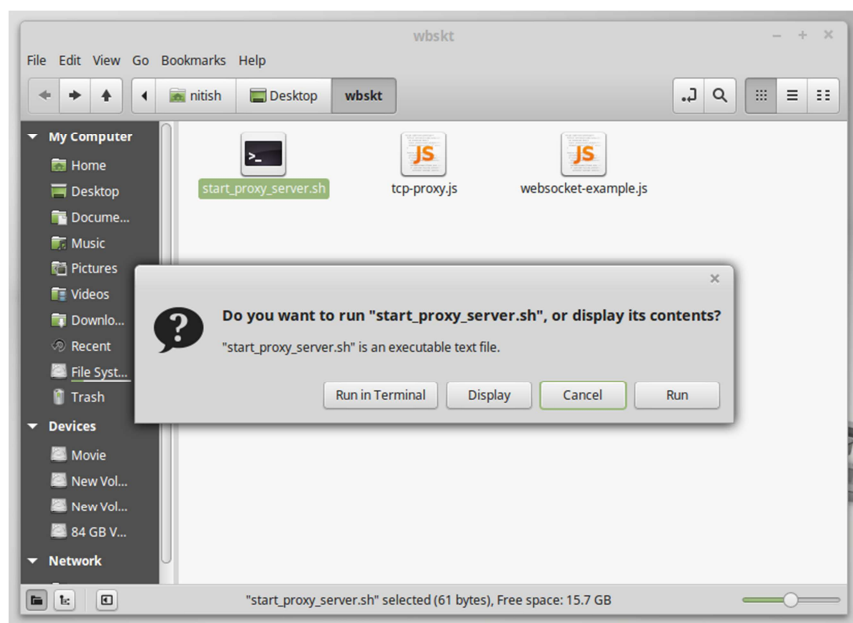 wbskt
File Edit View Go Bookmarks Help
nitish Desktop wbskt
My Computer
Home
Desktop
Docume...
Music
Pictures
Videos
Downlo...
Recent
File Syst...
Trash
Devices
Movie
New Vol...
New Vol...
84 GB V...
Network
>_
JS
JS
start_proxy_server.sh tcp-proxy.js websocket-example.js
Do you want to run "start_proxy_server.sh", or display its contents?
"start_proxy_server.sh" is an executable text file.
Run in Terminal Display Cancel Run
"start_proxy_server.sh" selected (61 bytes), Free space: 15.7 GB